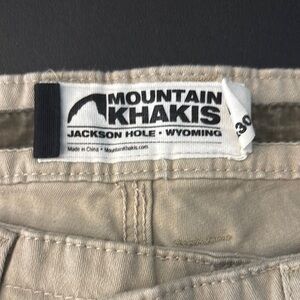 MOUNTAIN
KHAKIS
JACKSON HOLE • WYOMING
Made in China • MountainKhakis.com
30